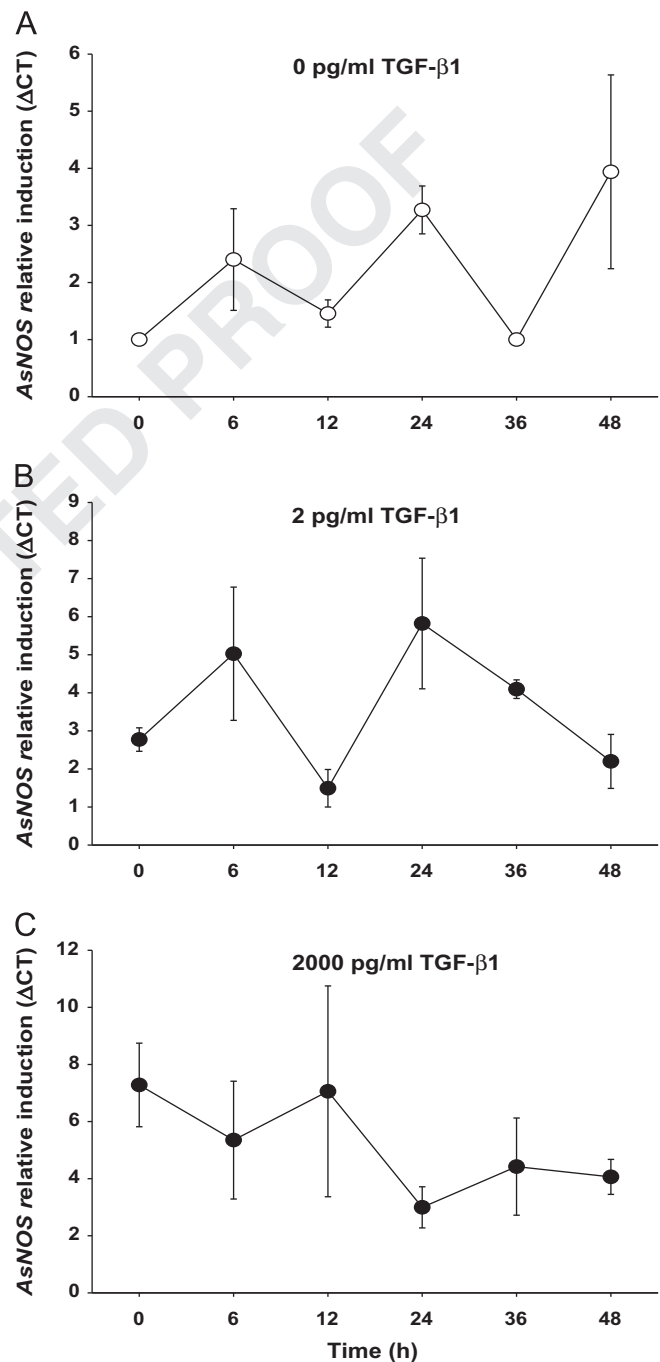 A
0 pg/ml TGF-β1
AsNOS relative induction (ΔCT)
6
5
4
3
2
1
0
0 6 12 24 36 48
TED PROOF
B
2 pg/ml TGF-β1
AsNOS relative induction (ΔCT)
9
8
7
6
5
4
3
2
1
0
0 6 12 24 36 48
C
2000 pg/ml TGF-β1
AsNOS relative induction (ΔCT)
12
10
8
6
4
2
0
0 6 12 24 36 48
Time (h)